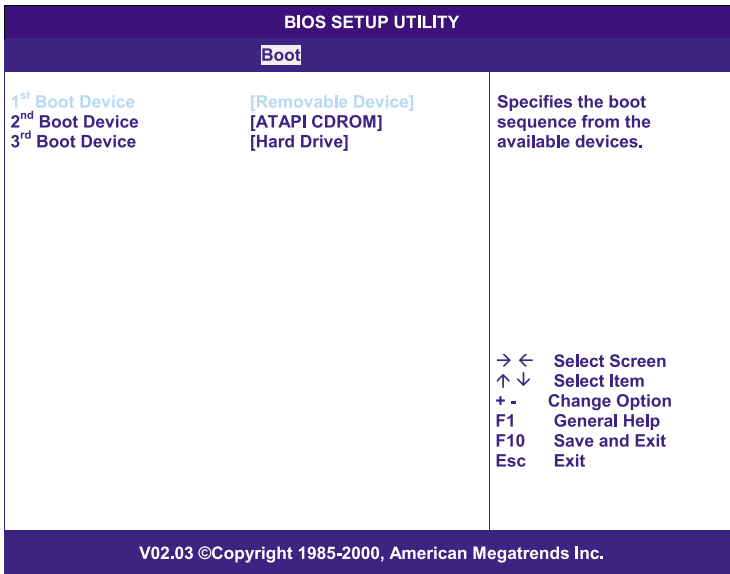 BIOS SETUP UTILITY
Boot
1st Boot Device [Removable Device]
2nd Boot Device [ATAPI CDROM]
3rd Boot Device [Hard Drive]
Specifies the boot
sequence from the
available devices.
→ ← Select Screen
↑ ↓ Select Item
+ - Change Option
F1 General Help
F10 Save and Exit
Esc Exit
V02.03 ©Copyright 1985-2000, American Megatrends Inc.